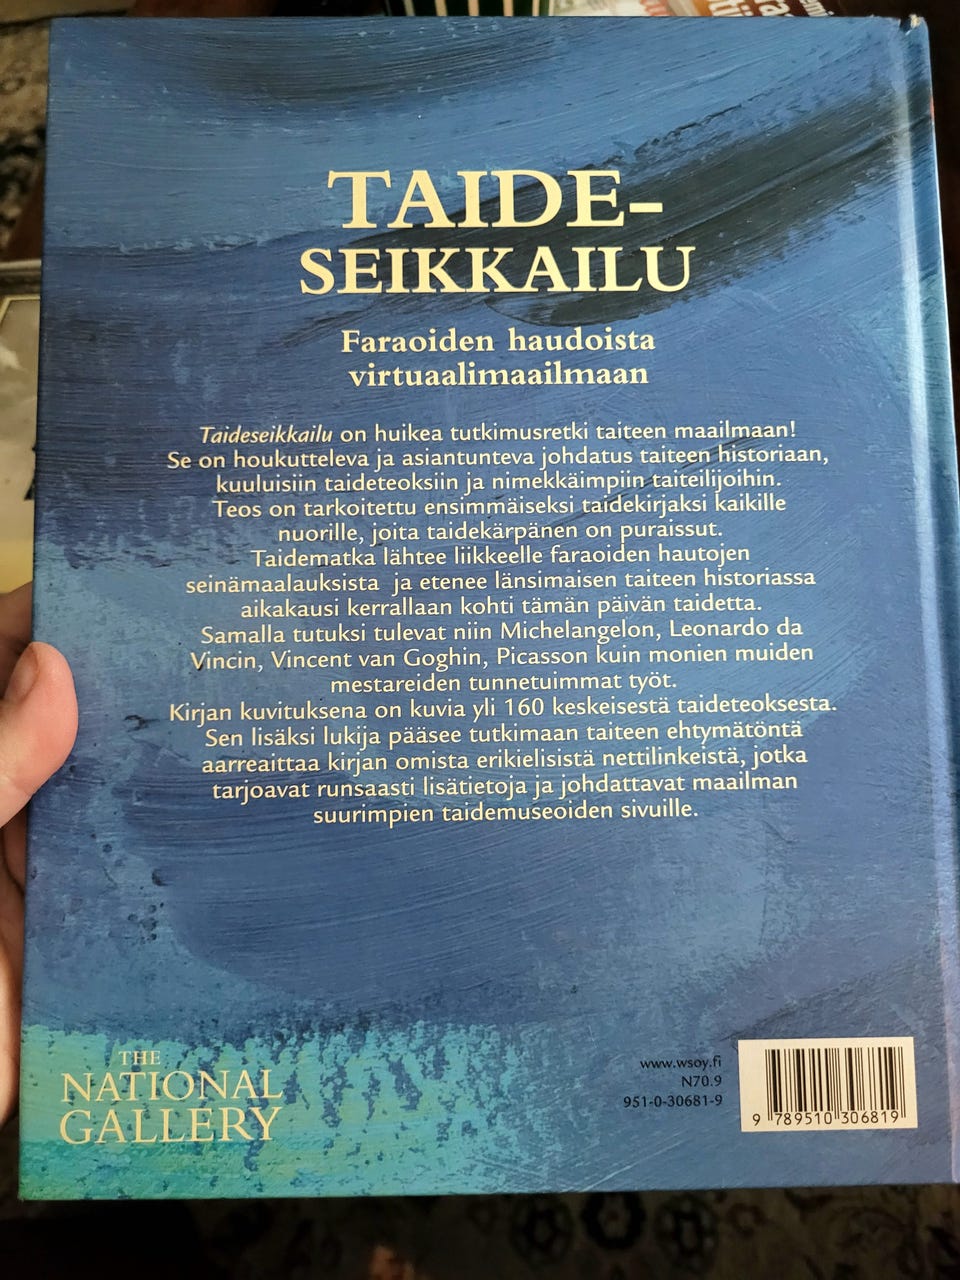 TAIDE-
SEIKKAILU
Faraoiden haudoista
virtuaalimaailmaan
Taideseikkailu on huikea tutkimusretki taiteen maailmaan!
Se on houkutteleva ja asiantunteva johdatus taiteen historiaan,
kuuluisiin taideteoksiin ja nimekkäimpiin taiteilijoihin.
Teos on tarkoitettu ensimmäiseksi taidekirjaksi kaikille
nuorille, joita taidekärpänen on puraissut.
Taidematka lähtee liikkeelle faraoiden hautojen
seinämaalauksista ja etenee länsimaisen taiteen historiassa
aikakausi kerrallaan kohti tämän päivän taidetta.
Samalla tutuksi tulevat niin Michelangelon, Leonardo da
Vincin, Vincent van Goghin, Picasson kuin monien muiden
mestareiden tunnetuimmat työt.
Kirjan kuvituksena on kuvia yli 160 keskeisestä taideteoksesta.
Sen lisäksi lukija pääsee tutkimaan taiteen ehtymätöntä
aarreaittaa kirjan omista erikielisistä nettilinkeistä, jotka
tarjoavat runsaasti lisätietoja ja johdattavat maailman
suurimpien taidemuseoiden sivuille.
THE
NATIONAL
GALLERY
www.wsoy.fi
N70.9
951-0-30681-9
9 789510 306819